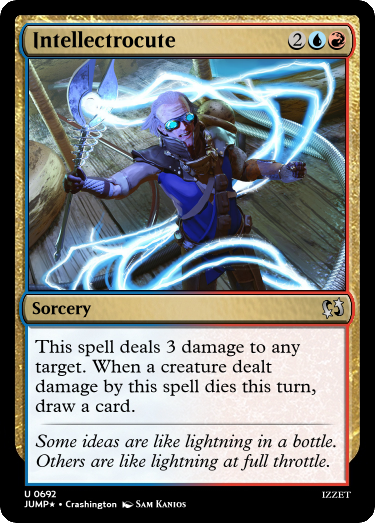 Intellectrocute 2
Sorcery
This spell deals 3 damage to any
target. When a creature dealt
damage by this spell dies this turn,
draw a card.
Some ideas are like lightning in a bottle.
Others are like lightning at full throttle.
U 0692 IZZET
JUMP★ • Crashington Sam Kanios